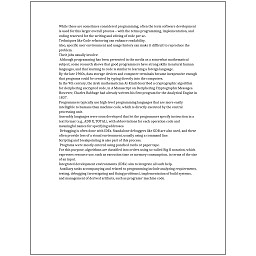 While these are sometimes considered programming, often the term software development
is used for this larger overall process – with the terms programming, implementation, and
coding reserved for the writing and editing of code per se.
Techniques like Code refactoring can enhance readability.
Also, specific user environment and usage history can make it difficult to reproduce the
problem.
Their jobs usually involve:
Although programming has been presented in the media as a somewhat mathematical
subject, some research shows that good programmers have strong skills in natural human
languages, and that learning to code is similar to learning a foreign language.
By the late 1960s, data storage devices and computer terminals became inexpensive enough
that programs could be created by typing directly into the computers.
In the 9th century, the Arab mathematician Al-Kindi described a cryptographic algorithm
for deciphering encrypted code, in A Manuscript on Deciphering Cryptographic Messages.
However, Charles Babbage had already written his first program for the Analytical Engine in
1837.
Programmers typically use high-level programming languages that are more easily
intelligible to humans than machine code, which is directly executed by the central
processing unit.
Assembly languages were soon developed that let the programmer specify instruction in a
text format (e.g., ADD X, TOTAL), with abbreviations for each operation code and
meaningful names for specifying addresses.
Debugging is often done with IDEs. Standalone debuggers like GDB are also used, and these
often provide less of a visual environment, usually using a command line.
Scripting and breakpointing is also part of this process.
Programs were mostly entered using punched cards or paper tape.
For this purpose, algorithms are classified into orders using so-called Big O notation, which
expresses resource use, such as execution time or memory consumption, in terms of the size
of an input.
Integrated development environments (IDEs) aim to integrate all such help.
Auxiliary tasks accompanying and related to programming include analyzing requirements,
testing, debugging (investigating and fixing problems), implementation of build systems,
and management of derived artifacts, such as programs' machine code.